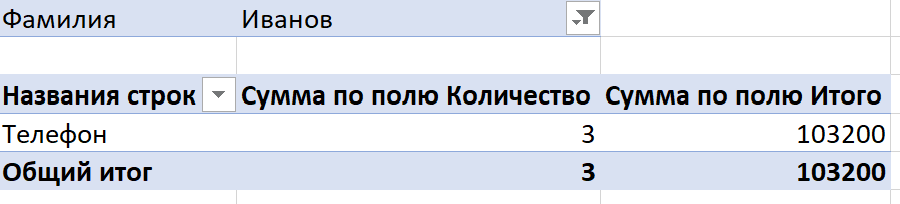 Фамилия Иванов
Названия строк Сумма по полю Количество Сумма по полю Итого
Телефон 3 103200
Общий итог 3 103200